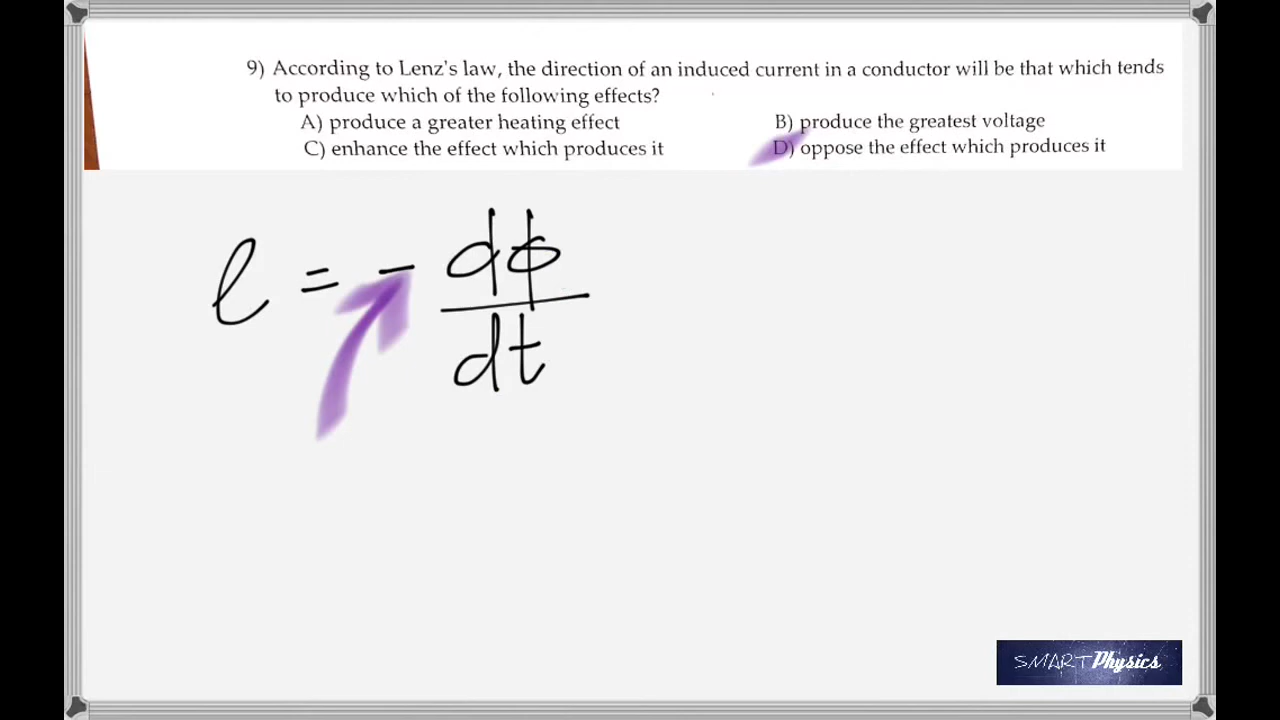 9) According to Lenz's law, the direction of an induced current in a conductor will be that which tends
to produce which of the following effects?
A) produce a greater heating effect B) produce the greatest voltage
C) enhance the effect which produces it D) oppose the effect which produces it
e = - dϕ
dt
SMART Physics